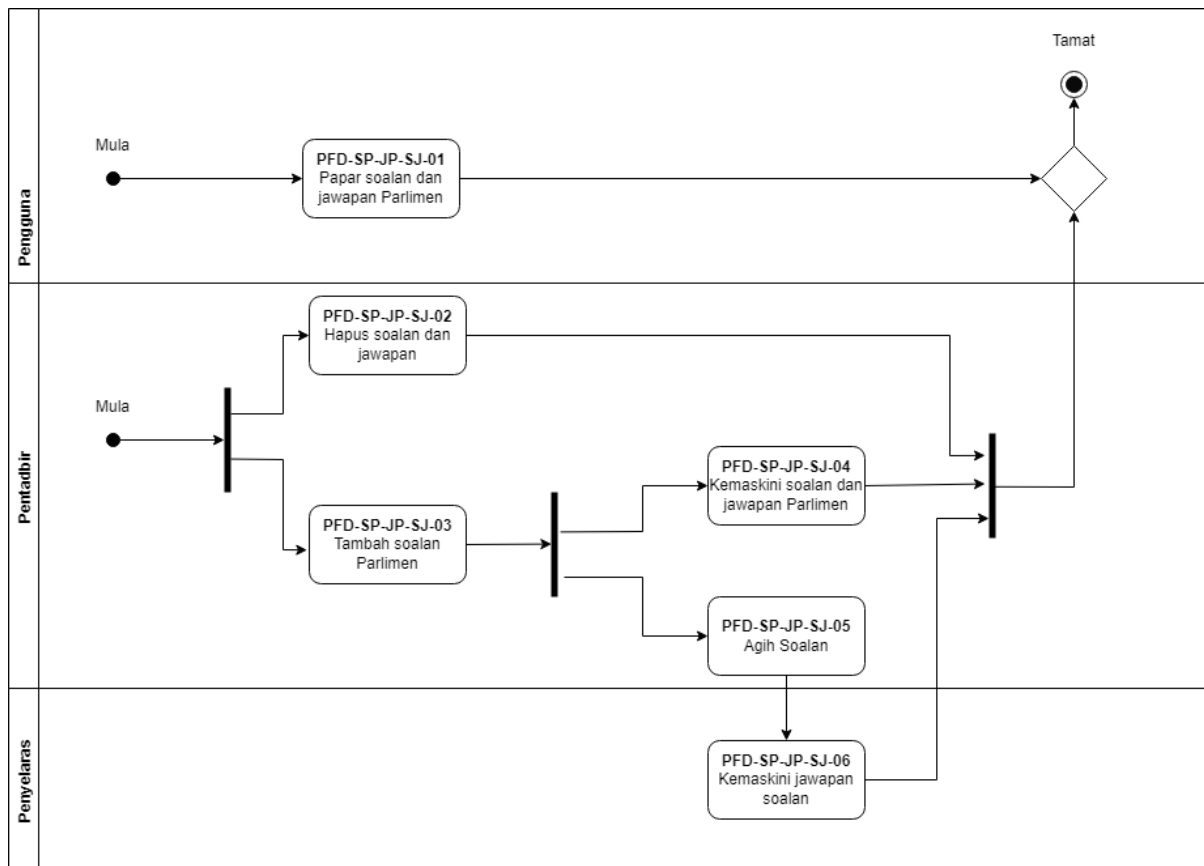 Tamat
Mula
PFD-SP-JP-SJ-01
Papar soalan dan
jawapan Parlimen
Pengguna
PFD-SP-JP-SJ-02
Hapus soalan dan
jawapan
Mula
PFD-SP-JP-SJ-03
Tambah soalan
Parlimen
PFD-SP-JP-SJ-04
Kemaskini soalan dan
jawapan Parlimen
PFD-SP-JP-SJ-05
Agih Soalan
Pentadbir
PFD-SP-JP-SJ-06
Kemaskini jawapan
soalan
Penyelaras